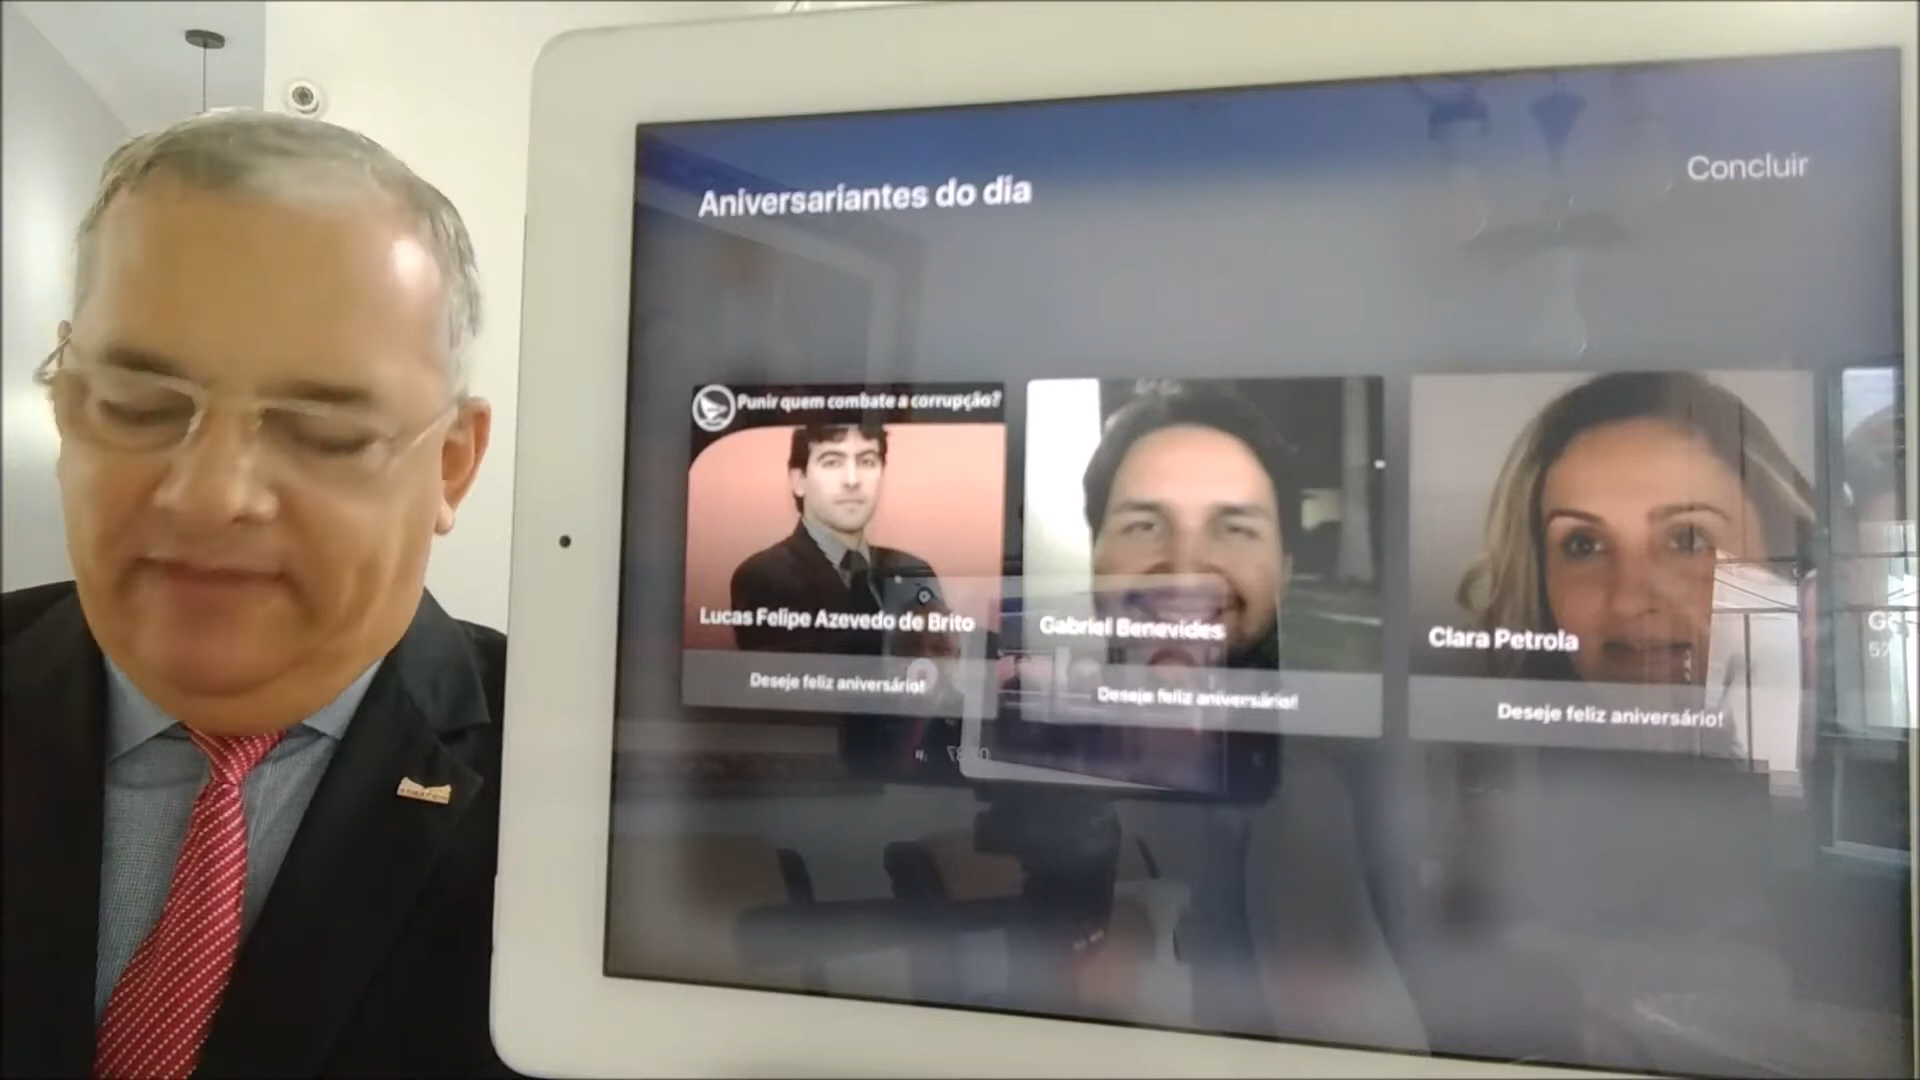 Aniversariantes do dia
Concluir
Punir quem combate a corrupção?
Lucas Felipe Azevedo de Brito
Deseje feliz aniversário!
Gabriel Benevides
Deseje feliz aniversário!
Clara Petrola
Deseje feliz aniversário!
57